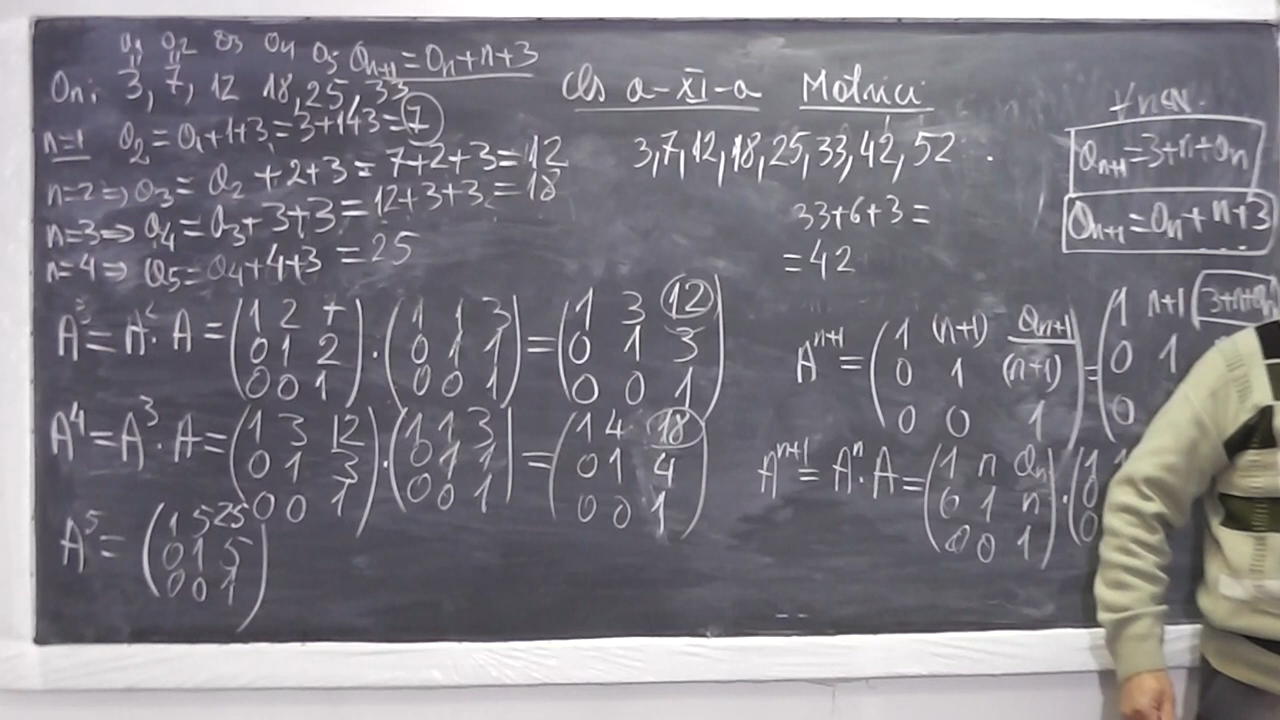 a1 a2 a3 a4 a5 an+1 = an+n+3
an: 3, 7, 12 18, 25, 33
n=1 a2 = a1+1+3 = 3+1+3 = 7
n=2 ⇒ a3 = a2 +2+3 = 7+2+3 = 12
n=3 ⇒ a4 = a3+3+3 = 12+3+3 = 18
n=4 ⇒ a5 = a4+4+3 = 25
Cls a-XI-a Matrici
3, 7, 12, 18, 25, 33, 42, 52 .
33+6+3 =
= 42
∀n∈N.
an+1 = 3+n+an
an+1 = an+n+3
A³ = A²·A = (1 2 7) · (1 1 3) = (1 3 12)
(0 1 2) (0 1 1) (0 1 3)
(0 0 1) (0 0 1) (0 0 1)
A⁴ = A³·A = (1 3 12) · (1 1 3) = (1 4 18)
(0 1 3) (0 1 1) (0 1 4)
(0 0 1) (0 0 1) (0 0 1)
A⁵ = (1 5 25)
(0 1 5)
(0 0 1)
Aⁿ⁺¹ = (1 (n+1) an+1) = (1 n+1 3+n+an
(0 1 (n+1)) (0 1
(0 0 1) (0
Aⁿ⁺¹ = Aⁿ·A = (1 n an) · (1 1
(0 1 n) (0
(0 0 1) (0